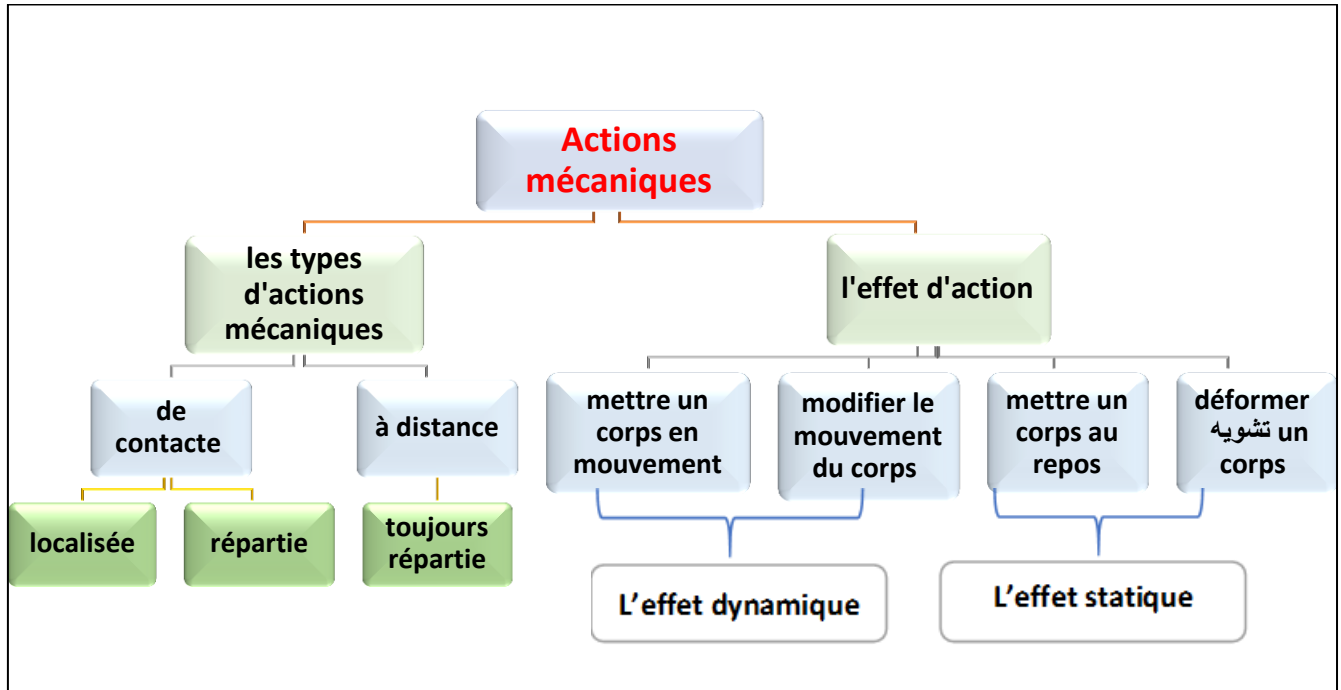 Actions
mécaniques
les types
d'actions
mécaniques
l'effet d'action
de
contacte
à distance
mettre un
corps en
mouvement
modifier le
mouvement
du corps
mettre un
corps au
repos
déformer
تشويه un
corps
localisée
répartie
toujours
répartie
L'effet dynamique
L'effet statique